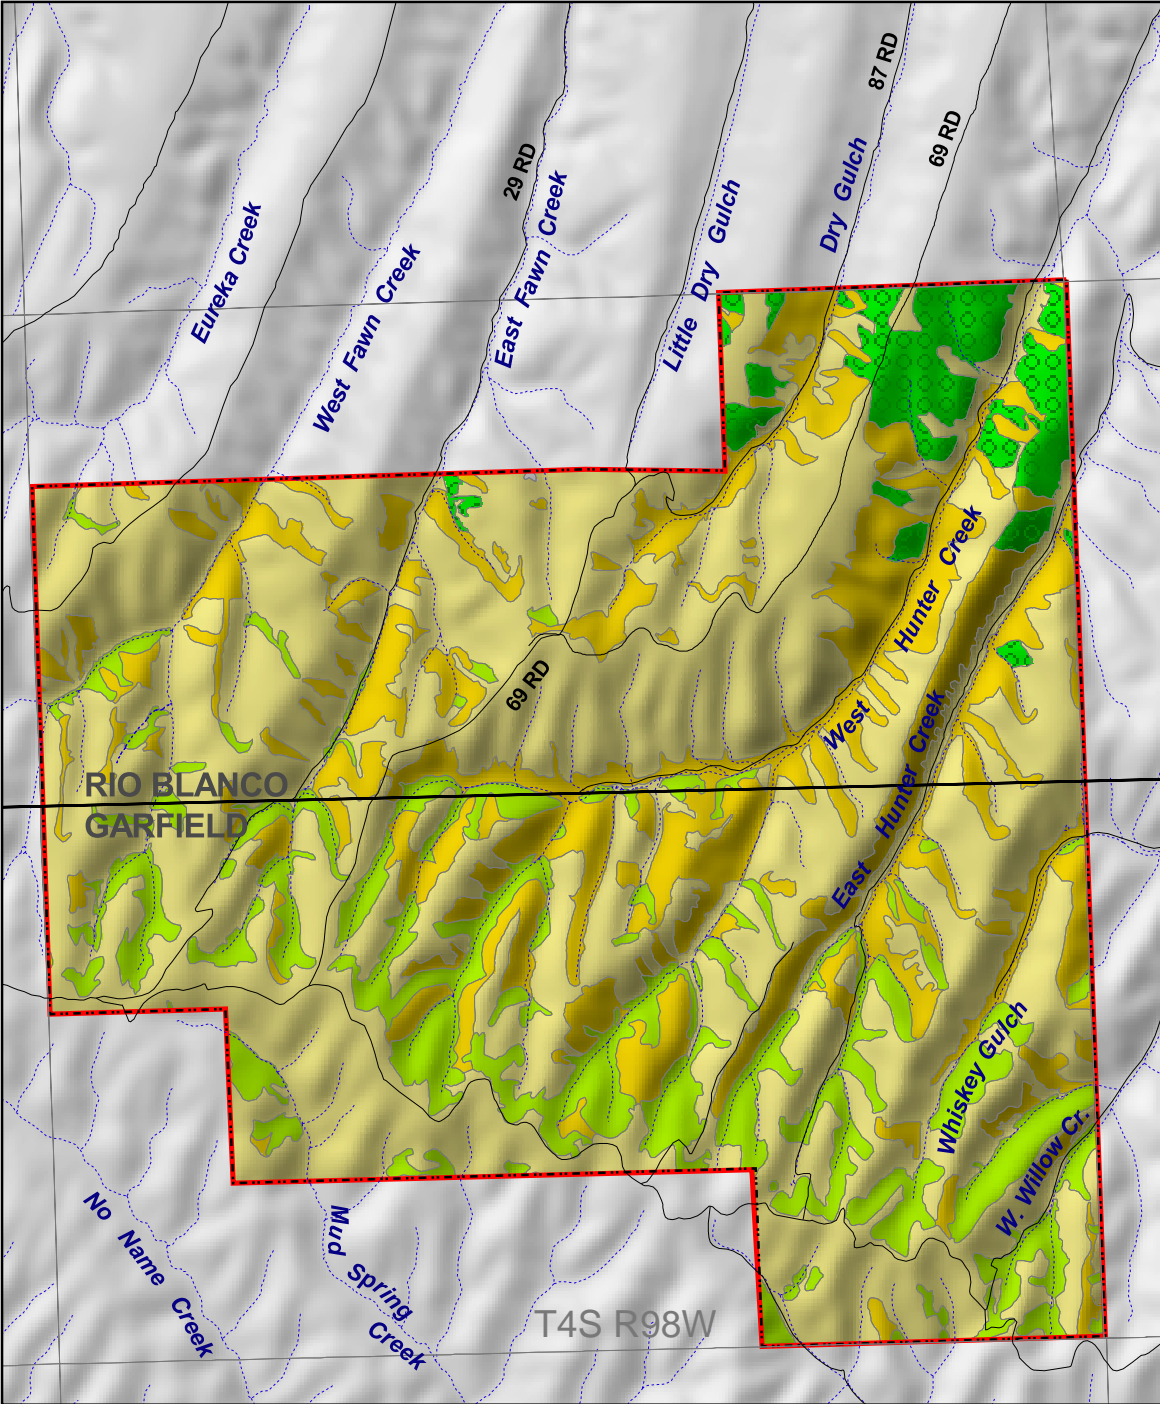 87 RD
69 RD
29 RD
Eureka Creek
West Fawn Creek
East Fawn Creek
Little Dry Gulch
Dry Gulch
69 RD
West Hunter Creek
East Hunter Creek
RIO BLANCO
GARFIELD
Whiskey Gulch
W. Willow Cr.
No Name Creek
Mud Spring Creek
T4S R98W